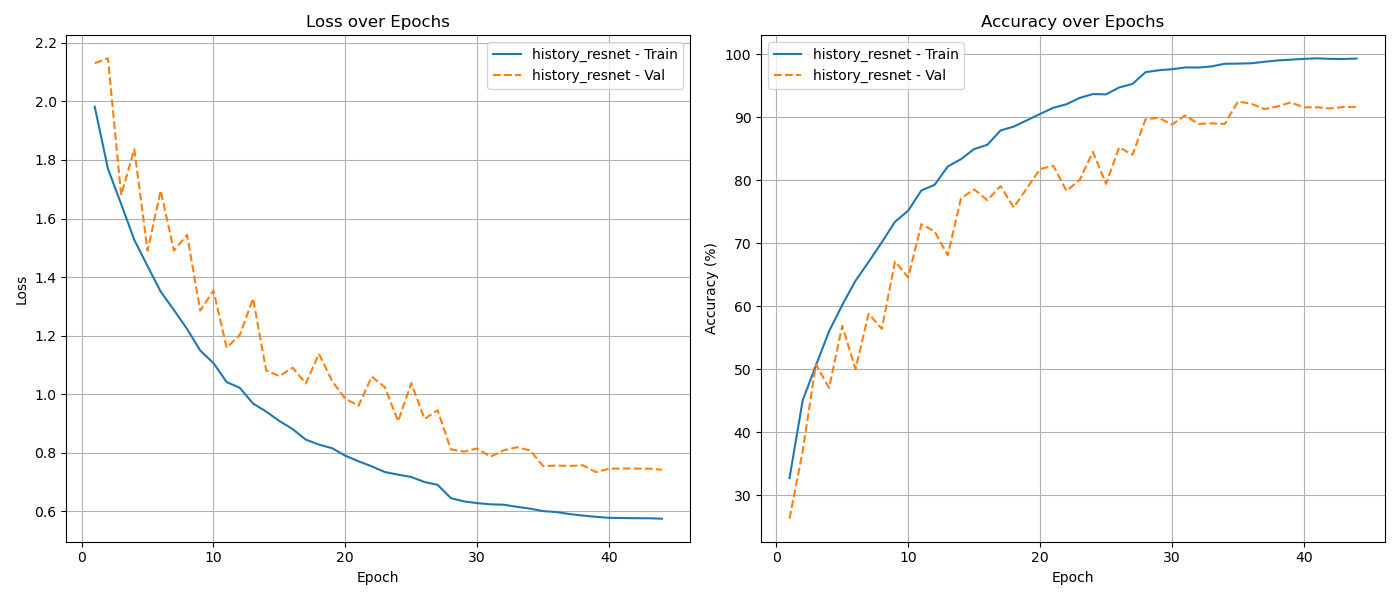 Loss over Epochs
history_resnet - Train
history_resnet - Val
2.2
2.0
1.8
1.6
1.4
1.2
1.0
0.8
0.6
Loss
0 10 20 30 40
Epoch
Accuracy over Epochs
history_resnet - Train
history_resnet - Val
100
90
80
70
60
50
40
30
Accuracy (%)
0 10 20 30 40
Epoch